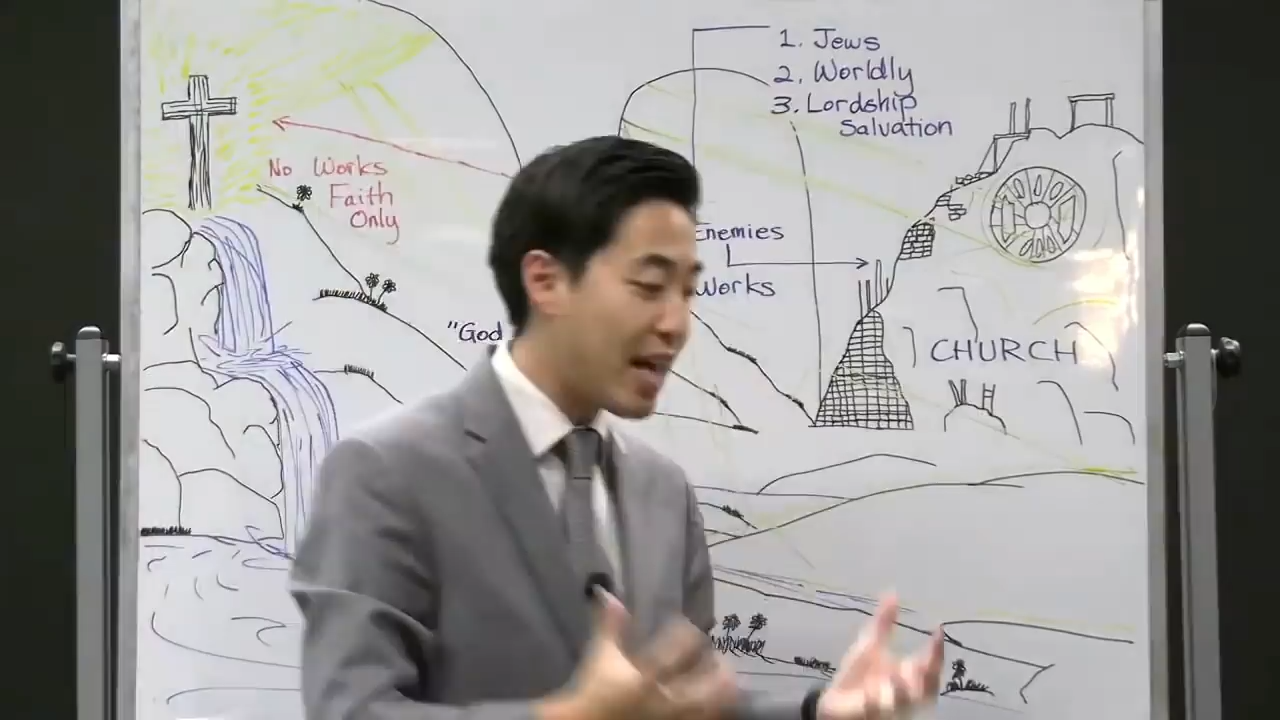 1. Jews
2. Worldly
3. Lordship
Salvation
No Works
Faith
Only
Enemies
Works
"God
CHURCH